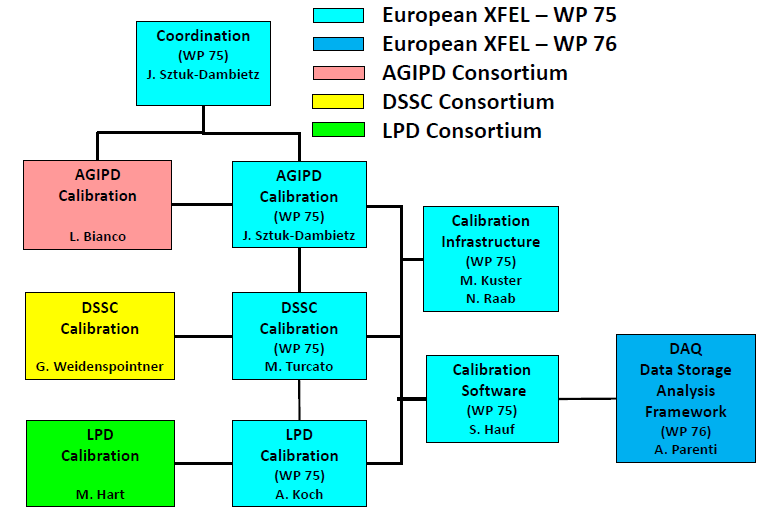 Coordination
(WP 75)
J. Sztuk-Dambietz
European XFEL – WP 75
European XFEL – WP 76
AGIPD Consortium
DSSC Consortium
LPD Consortium
AGIPD
Calibration
L. Bianco
AGIPD
Calibration
(WP 75)
J. Sztuk-Dambietz
Calibration
Infrastructure
(WP 75)
M. Kuster
N. Raab
DSSC
Calibration
G. Weidenspointner
DSSC
Calibration
(WP 75)
M. Turcato
Calibration
Software
(WP 75)
S. Hauf
DAQ
Data Storage
Analysis
Framework
(WP 76)
A. Parenti
LPD
Calibration
M. Hart
LPD
Calibration
(WP 75)
A. Koch